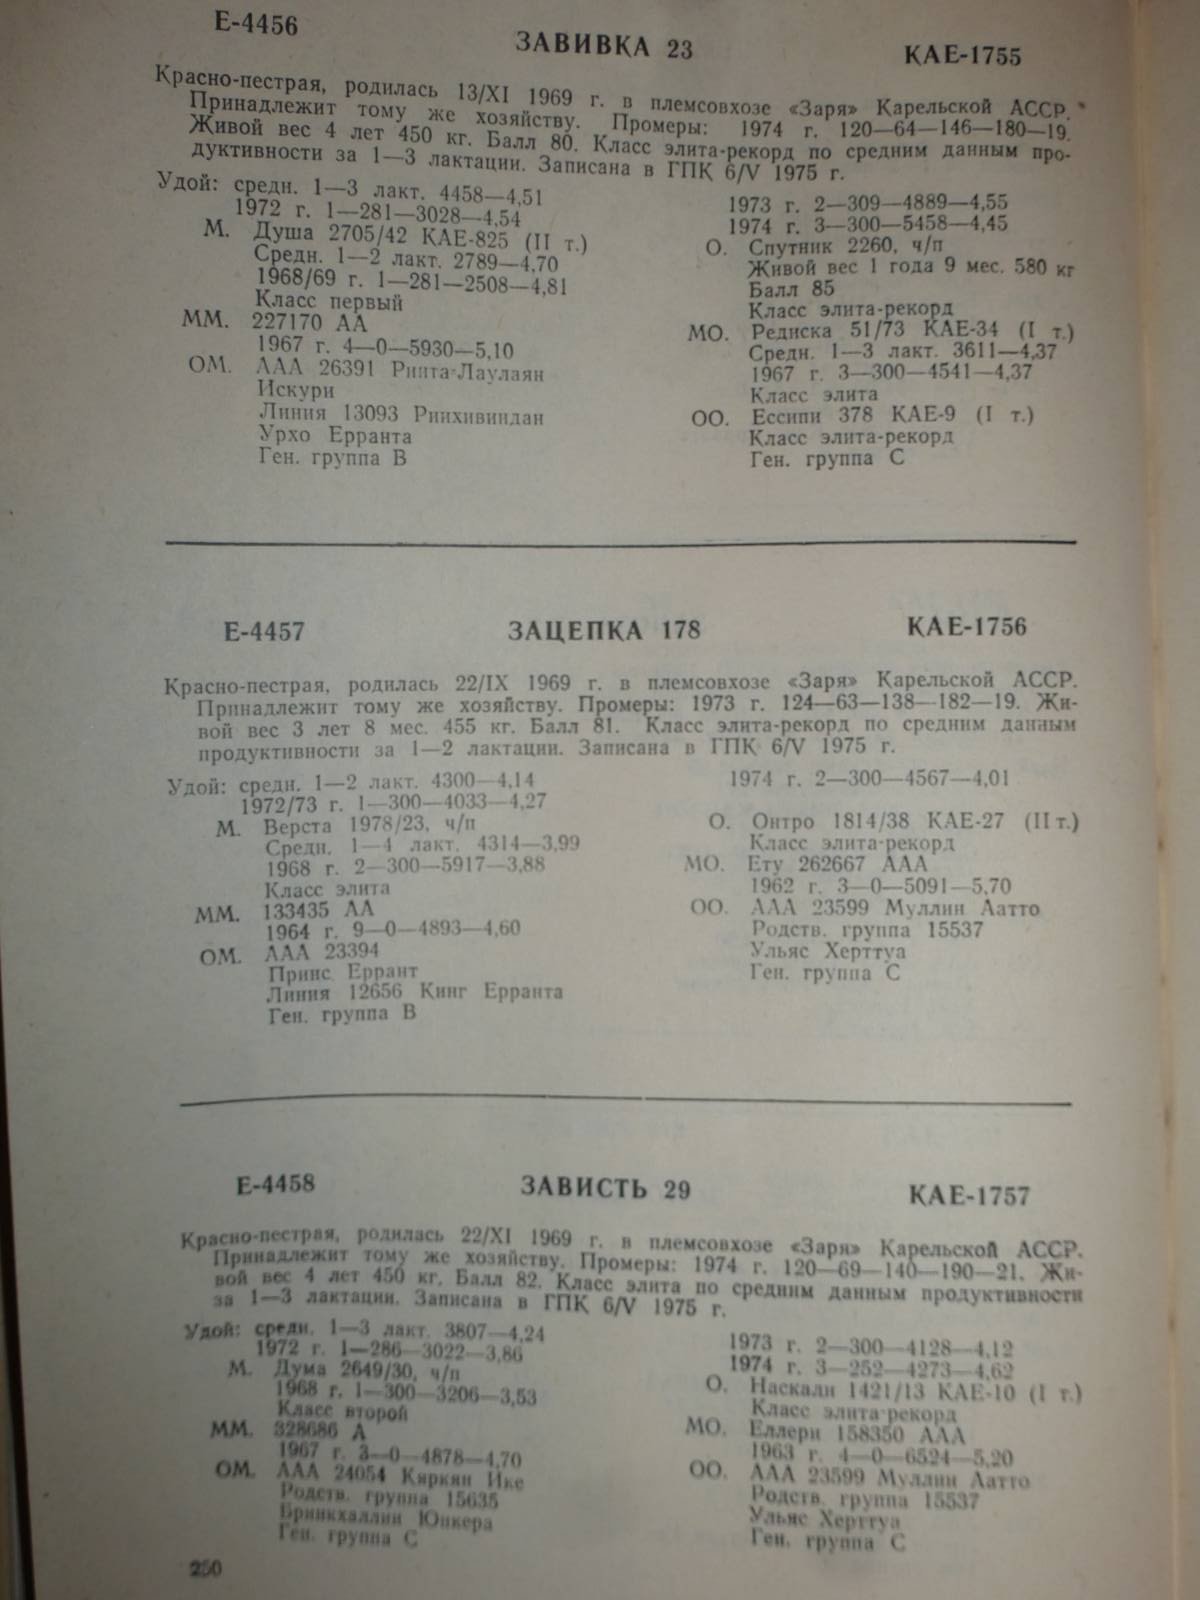 Е-4456
ЗАВИВКА 23
КАЕ-1755
Красно-пестрая, родилась 13/XI 1969 г. в племсовхозе «Заря» Карельской АССР.
Принадлежит тому же хозяйству. Промеры: 1974 г. 120—64—146—180—19.
Живой вес 4 лет 450 кг. Балл 80. Класс элита-рекорд по средним данным про-
дуктивности за 1—3 лактации. Записана в ГПК 6/V 1975 г.
Удой: средн. 1—3 лакт. 4458—4,51
1972 г. 1—281—3028—4,54
М. Душа 2705/42 КАЕ-825 (II т.)
Средн. 1—2 лакт. 2789—4,70
1968/69 г. 1—281—2508—4,81
Класс первый
ММ. 227170 АА
1967 г. 4—0—5930—5,10
ОМ. ААА 26391 Ринта-Лаулаян
Искури
Линия 13093 Риихивиндан
Урхо Ерранта
Ген. группа В
1973 г. 2—309—4889—4,55
1974 г. 3—300—5458—4,45
О. Спутник 2260, ч/п
Живой вес 1 года 9 мес. 580 кг
Балл 85
Класс элита-рекорд
МО. Редиска 51/73 КАЕ-34 (I т.)
Средн. 1—3 лакт. 3611—4,37
1967 г. 3—300—4541—4,37
Класс элита
ОО. Ессипи 378 КАЕ-9 (I т.)
Класс элита-рекорд
Ген. группа С
Е-4457
ЗАЦЕПКА 178
КАЕ-1756
Красно-пестрая, родилась 22/IX 1969 г. в племсовхозе «Заря» Карельской АССР.
Принадлежит тому же хозяйству. Промеры: 1973 г. 124—63—138—182—19. Жи-
вой вес 3 лет 8 мес. 455 кг. Балл 81. Класс элита-рекорд по средним данным
продуктивности за 1—2 лактации. Записана в ГПК 6/V 1975 г.
Удой: средн. 1—2 лакт. 4300—4,14
1972/73 г. 1—300—4033—4,27
М. Верста 1978/23, ч/п
Средн. 1—4 лакт. 4314—3,99
1968 г. 2—300—5917—3,88
Класс элита
ММ. 133435 АА
1964 г. 9—0—4893—4,60
ОМ. ААА 23394
Принс Еррант
Линия 12656 Кинг Ерранта
Ген. группа В
1974 г. 2—300—4567—4,01
О. Онтро 1814/38 КАЕ-27 (II т.)
Класс элита-рекорд
МО. Ету 262667 ААА
1962 г. 3—0—5091—5,70
ОО. ААА 23599 Муллин Аатто
Родств. группа 15537
Ульяс Херттуа
Ген. группа С
Е-4458
ЗАВИСТЬ 29
КАЕ-1757
Красно-пестрая, родилась 22/XI 1969 г. в племсовхозе «Заря» Карельской АССР.
Принадлежит тому же хозяйству. Промеры: 1974 г. 120—69—140—190—21. Жи-
вой вес 4 лет 450 кг. Балл 82. Класс элита по средним данным продуктивности
за 1—3 лактации. Записана в ГПК 6/V 1975 г.
Удой: средн. 1—3 лакт. 3807—4,24
1972 г. 1—286—3022—3,86
М. Дума 2649/30, ч/п
1968 г. 1—300—3206—3,53
Класс второй
ММ. 328686 А
1967 г. 3—0—4878—4,70
ОМ. ААА 24054 Кяркян Ике
Родств. группа 15635
Бринкхаллин Юнкера
Ген. группа С
1973 г. 2—300—4128—4,12
1974 г. 3—252—4273—4,62
О. Наскали 1421/13 КАЕ-10 (I т.)
Класс элита-рекорд
МО. Еллери 158350 ААА
1963 г. 4—0—6524—5,20
ОО. ААА 23599 Муллин Аатто
Родств. группа 15537
Ульяс Херттуа
Ген. группа С
250